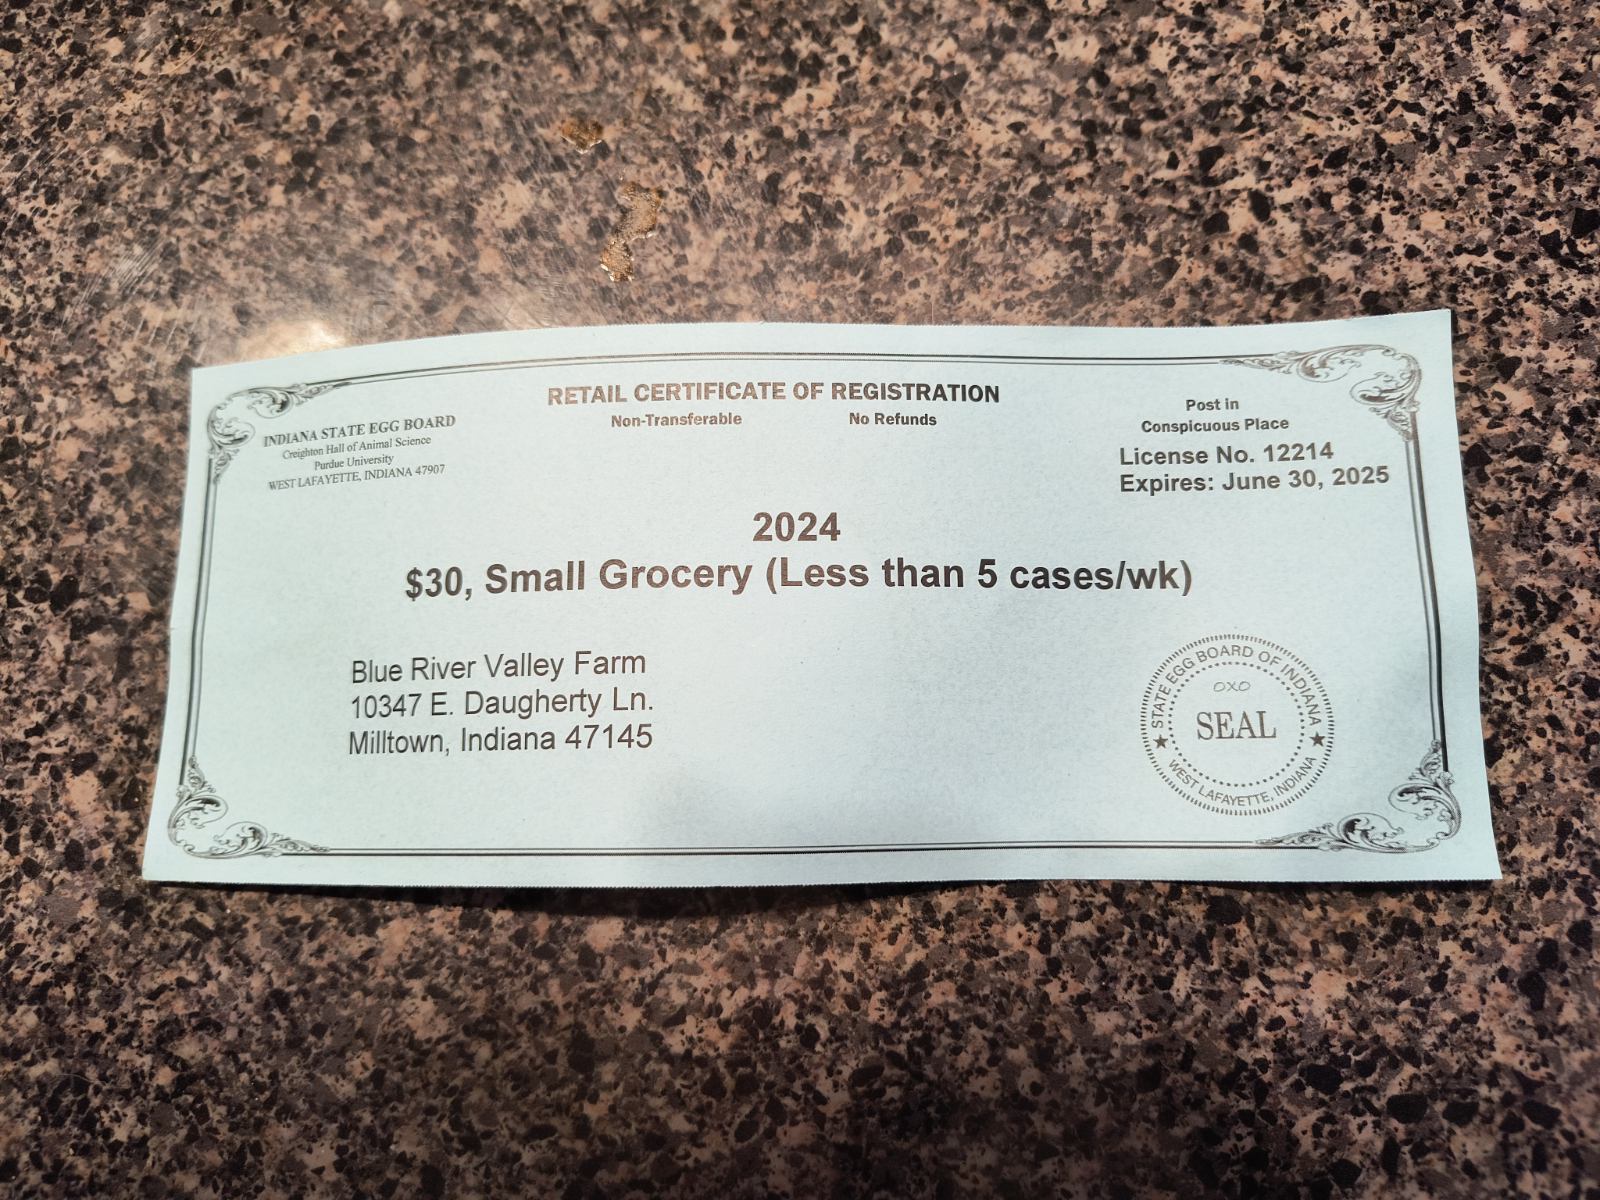 RETAIL CERTIFICATE OF REGISTRATION
Non-Transferable No Refunds
INDIANA STATE EGG BOARD
Creighton Hall of Animal Science
Purdue University
WEST LAFAYETTE, INDIANA 47907
Post in
Conspicuous Place
License No. 12214
Expires: June 30, 2025
2024
$30, Small Grocery (Less than 5 cases/wk)
Blue River Valley Farm
10347 E. Daugherty Ln.
Milltown, Indiana 47145
STATE EGG BOARD OF INDIANA
OXO
SEAL
WEST LAFAYETTE, INDIANA